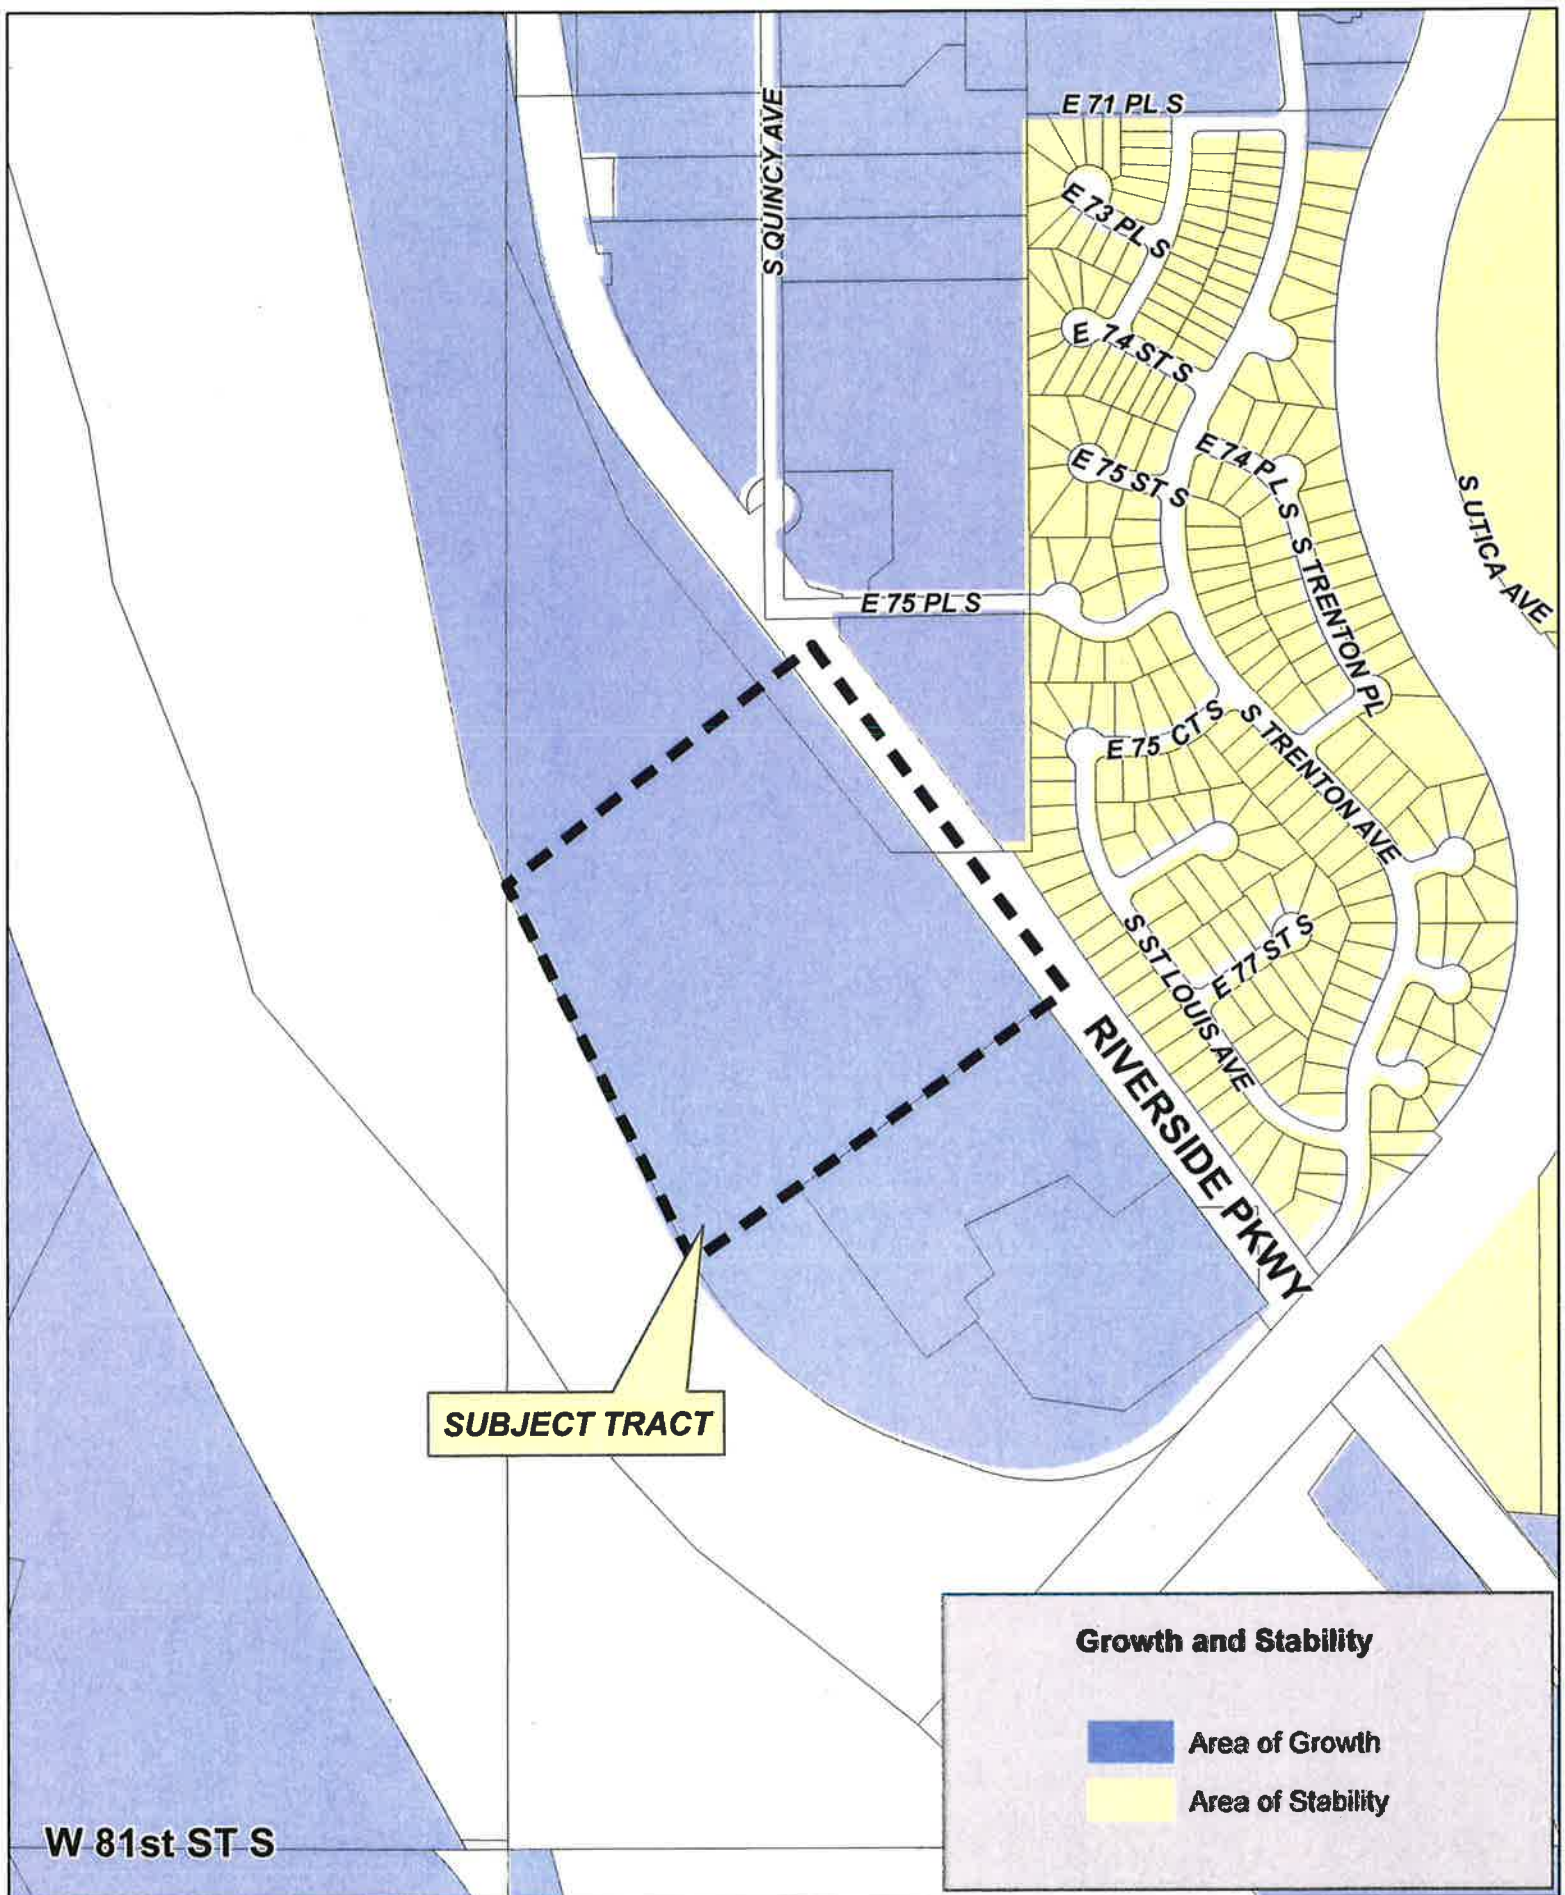 E 71 PL S
S QUINCY AVE
E 73 PL S
E 74 ST S
E 74 PL S
E 75 ST S
S UTICA AVE
S TRENTON PL
E 75 PL S
E 75 CT S
S TRENTON AVE
S ST LOUIS AVE
E 77 ST S
RIVERSIDE PKWY
SUBJECT TRACT
Growth and Stability
Area of Growth
Area of Stability
W 81st ST S